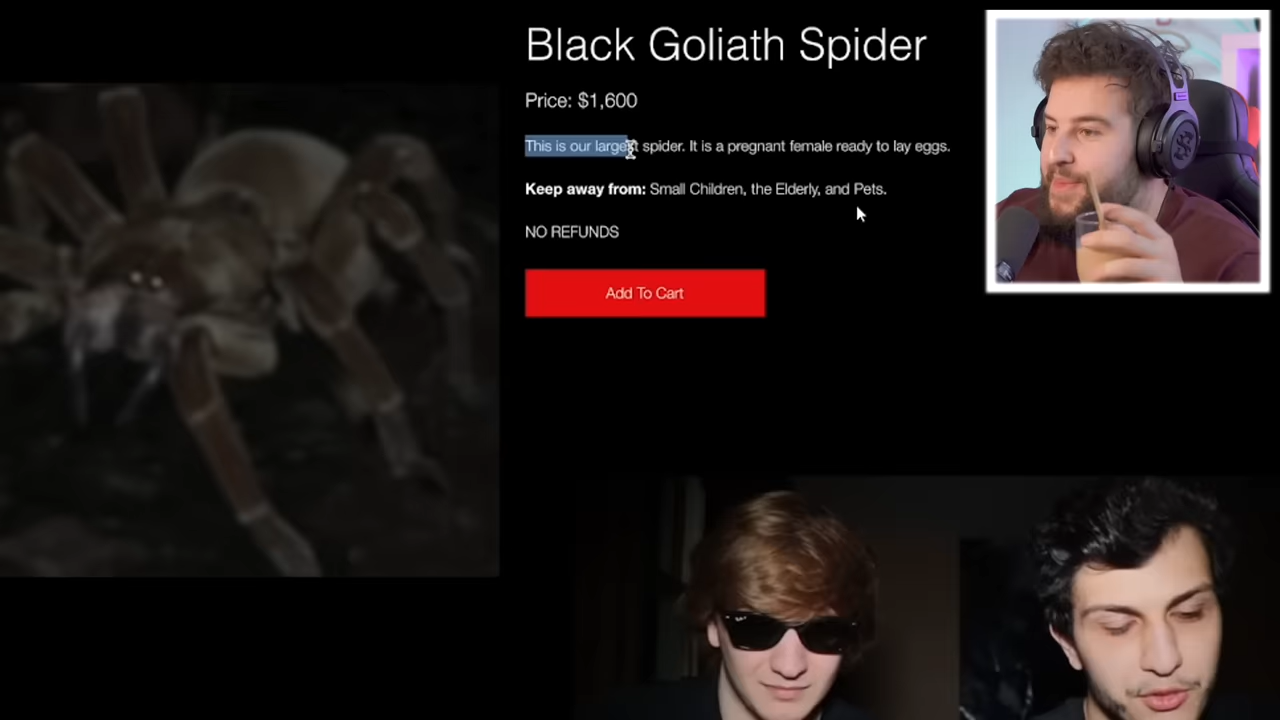 Black Goliath Spider
Price: $1,600
This is our largest spider. It is a pregnant female ready to lay eggs.
Keep away from: Small Children, the Elderly, and Pets.
NO REFUNDS
Add To Cart